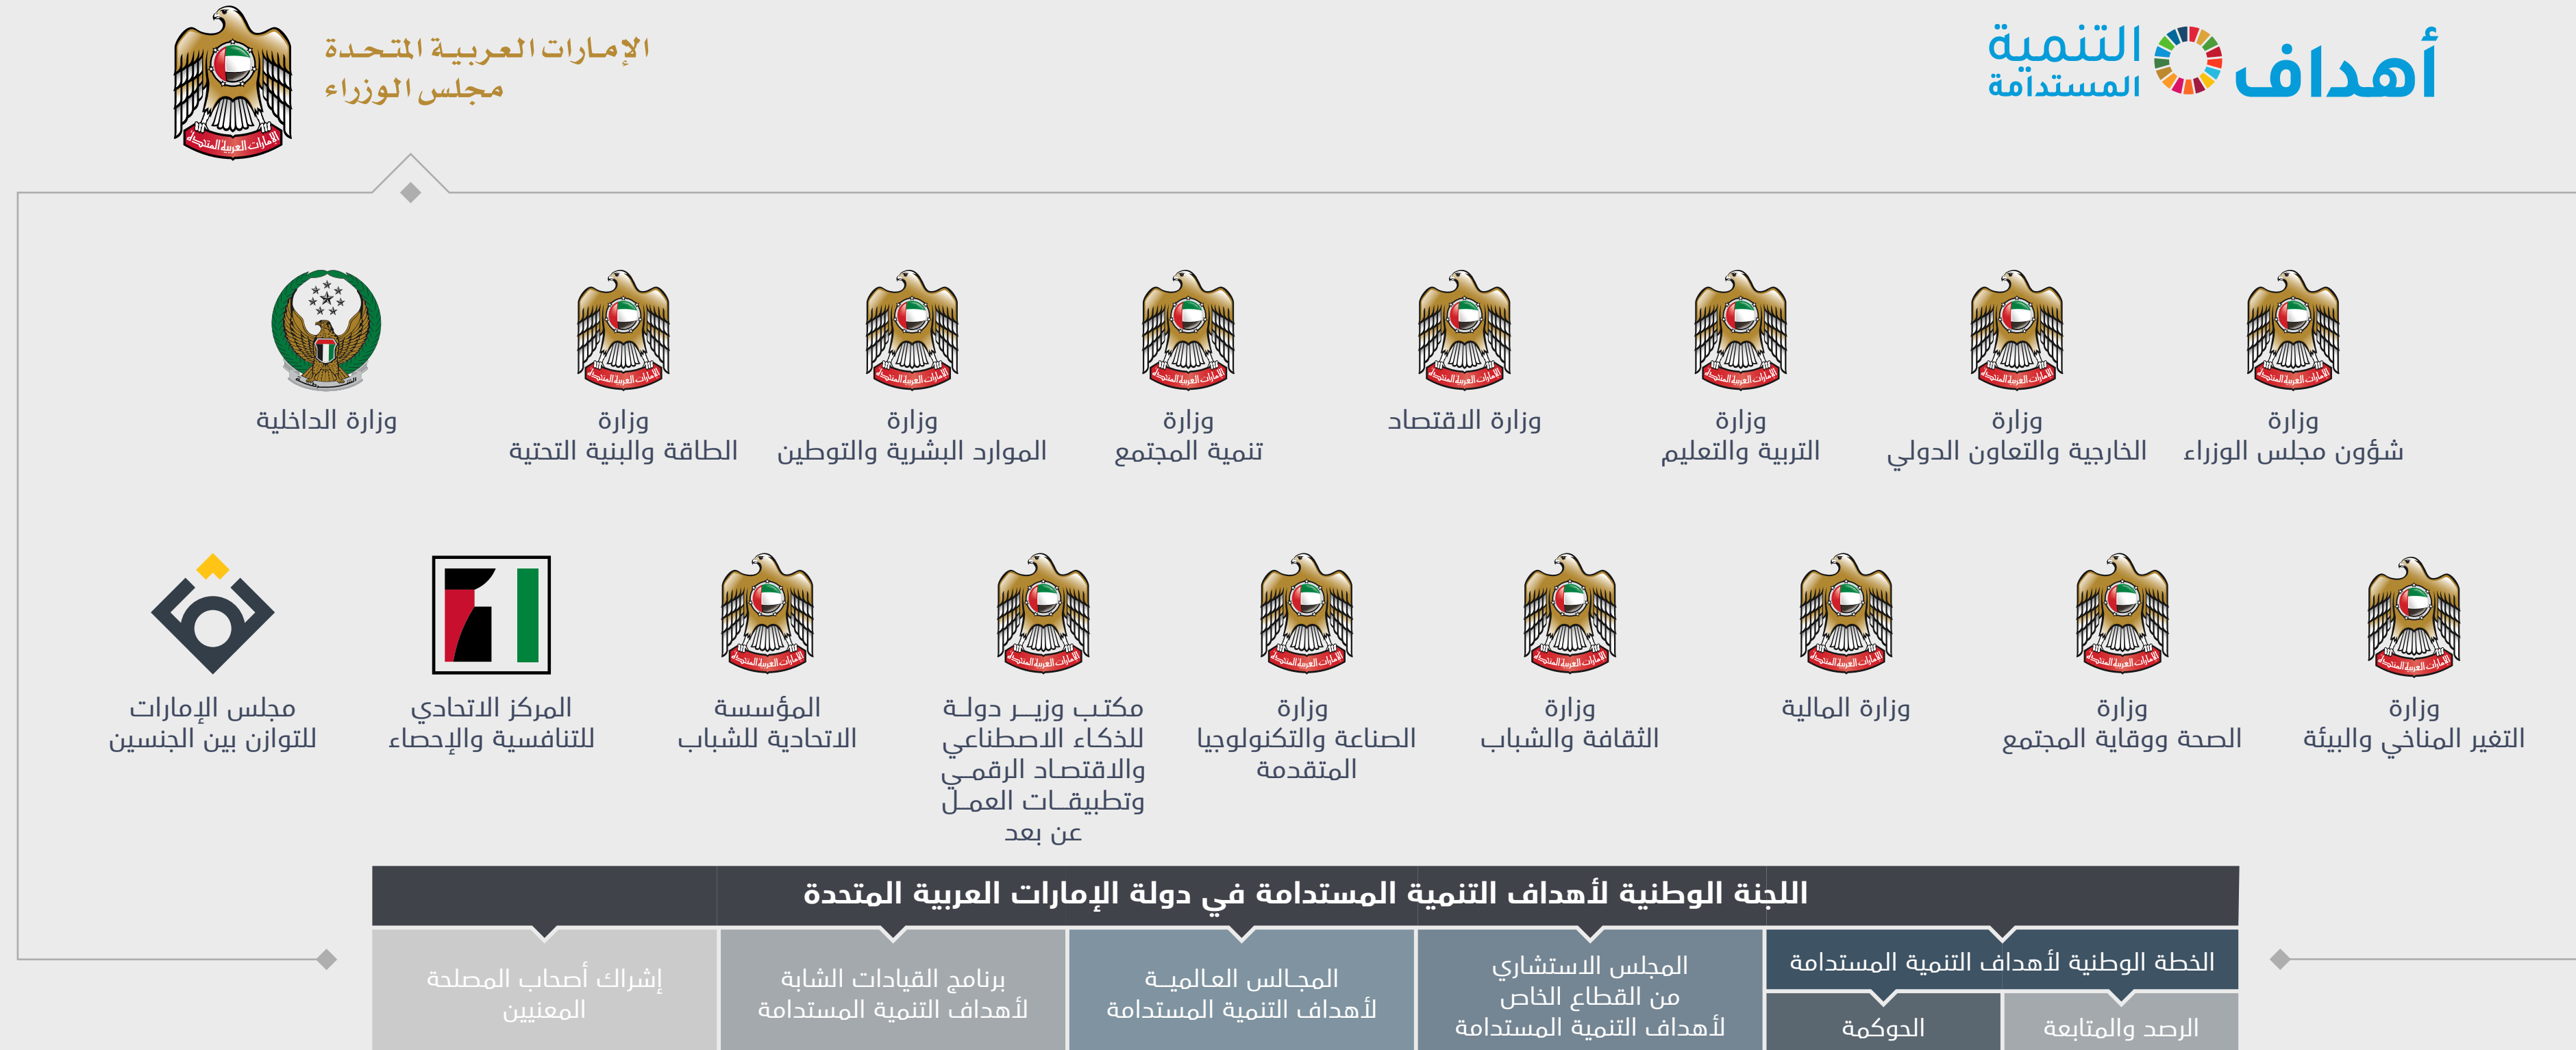 أهداف
التنمية
المستدامة
الإمارات العربية المتحدة
مجلس الوزراء
وزارة
شؤون مجلس الوزراء
وزارة
الخارجية والتعاون الدولي
وزارة
التربية والتعليم
وزارة الاقتصاد
وزارة
تنمية المجتمع
وزارة
الموارد البشرية والتوطين
وزارة
الطاقة والبنية التحتية
وزارة الداخلية
وزارة
التغير المناخي والبيئة
وزارة
الصحة ووقاية المجتمع
وزارة المالية
وزارة
الثقافة والشباب
وزارة
الصناعة والتكنولوجيا
المتقدمة
مكتب وزير دولة
للذكاء الاصطناعي
والاقتصاد الرقمي
وتطبيقات العمل
عن بعد
المؤسسة
الاتحادية للشباب
المركز الاتحادي
للتنافسية والإحصاء
مجلس الإمارات
للتوازن بين الجنسين
اللجنة الوطنية لأهداف التنمية المستدامة في دولة الإمارات العربية المتحدة
الخطة الوطنية لأهداف التنمية المستدامة
الرصد والمتابعة
الحوكمة
المجلس الاستشاري
من القطاع الخاص
لأهداف التنمية المستدامة
المجالس العالمية
لأهداف التنمية المستدامة
برنامج القيادات الشابة
لأهداف التنمية المستدامة
إشراك أصحاب المصلحة
المعنيين